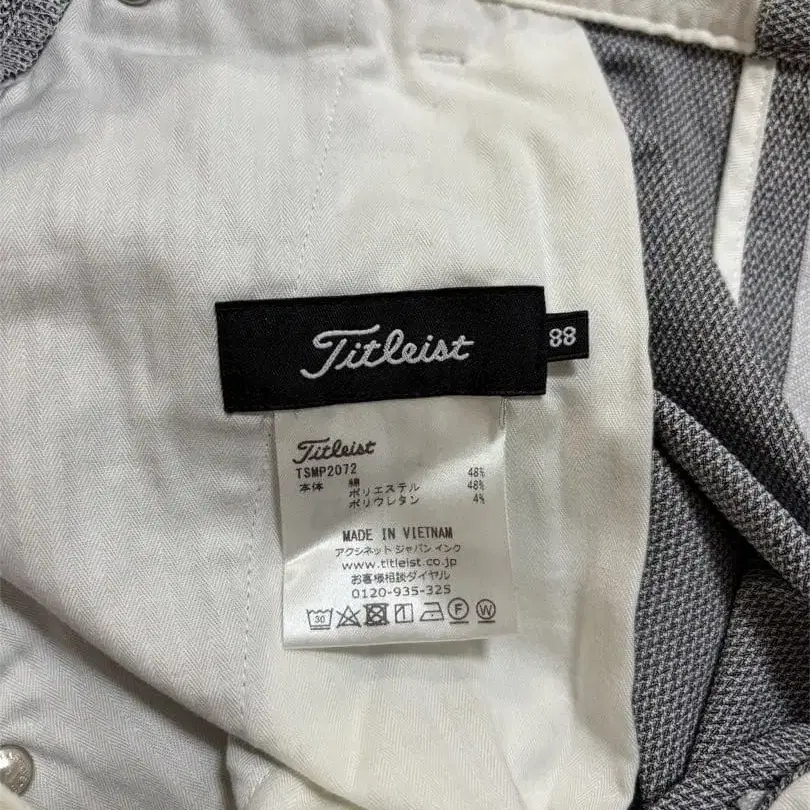 Titleist
88
Titleist
TSMP2072
本体 綿 48%
ポリエステル 48%
ポリウレタン 4%
MADE IN VIETNAM
アクシネット ジャパン インク
www.titleist.co.jp
お客様相談ダイヤル
0120-935-325
30 F W